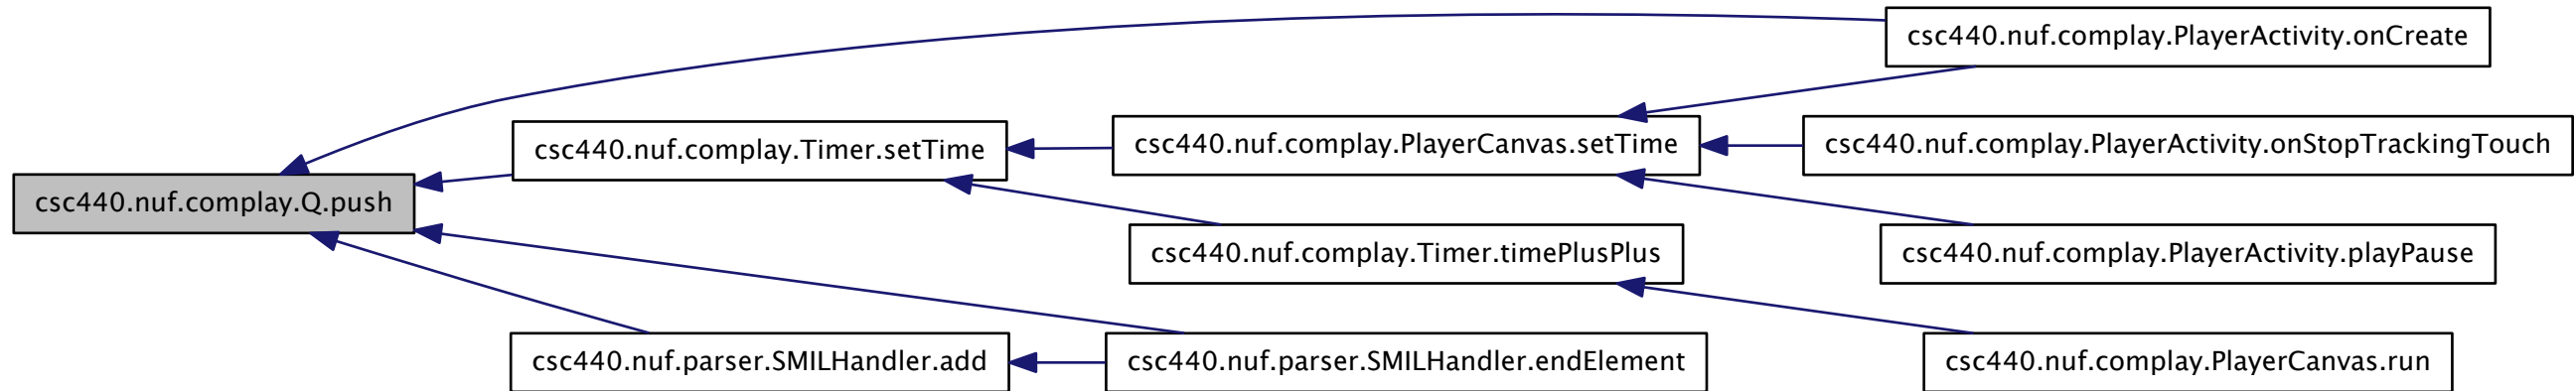 csc440.nuf.complay.PlayerActivity.onCreate
csc440.nuf.complay.Timer.setTime
csc440.nuf.complay.PlayerCanvas.setTime
csc440.nuf.complay.PlayerActivity.onStopTrackingTouch
csc440.nuf.complay.Q.push
csc440.nuf.complay.Timer.timePlusPlus
csc440.nuf.complay.PlayerActivity.playPause
csc440.nuf.parser.SMILHandler.add
csc440.nuf.parser.SMILHandler.endElement
csc440.nuf.complay.PlayerCanvas.run